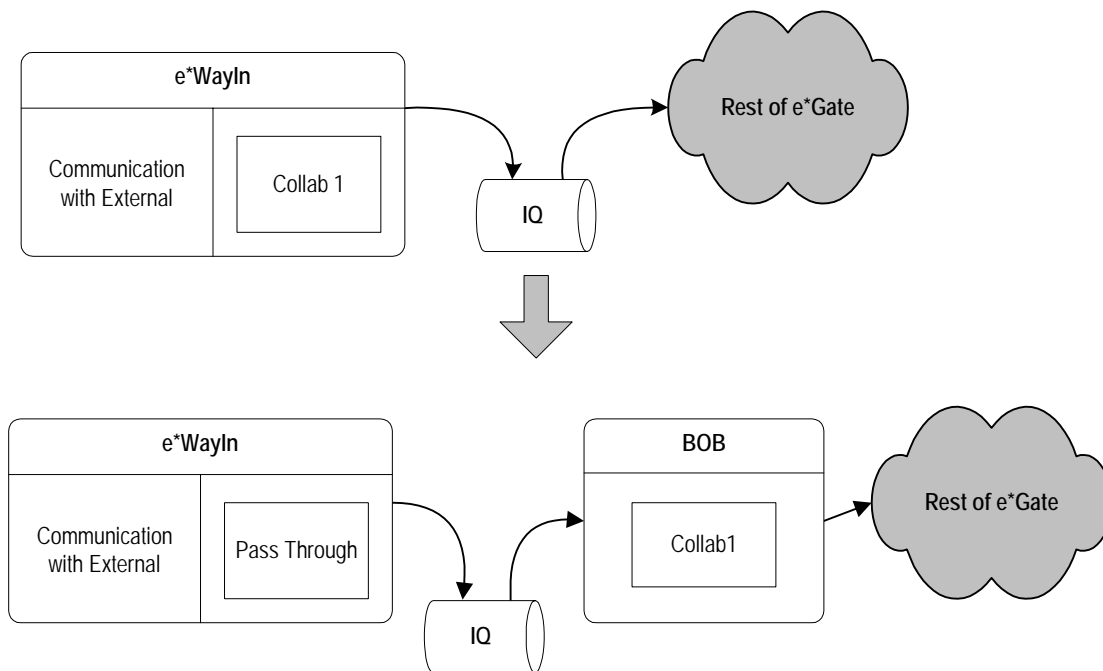 e*WayIn
Communication
with External
Collab 1
IQ
Rest of e*Gate
e*WayIn
Communication
with External
Pass Through
IQ
BOB
Collab1
Rest of e*Gate